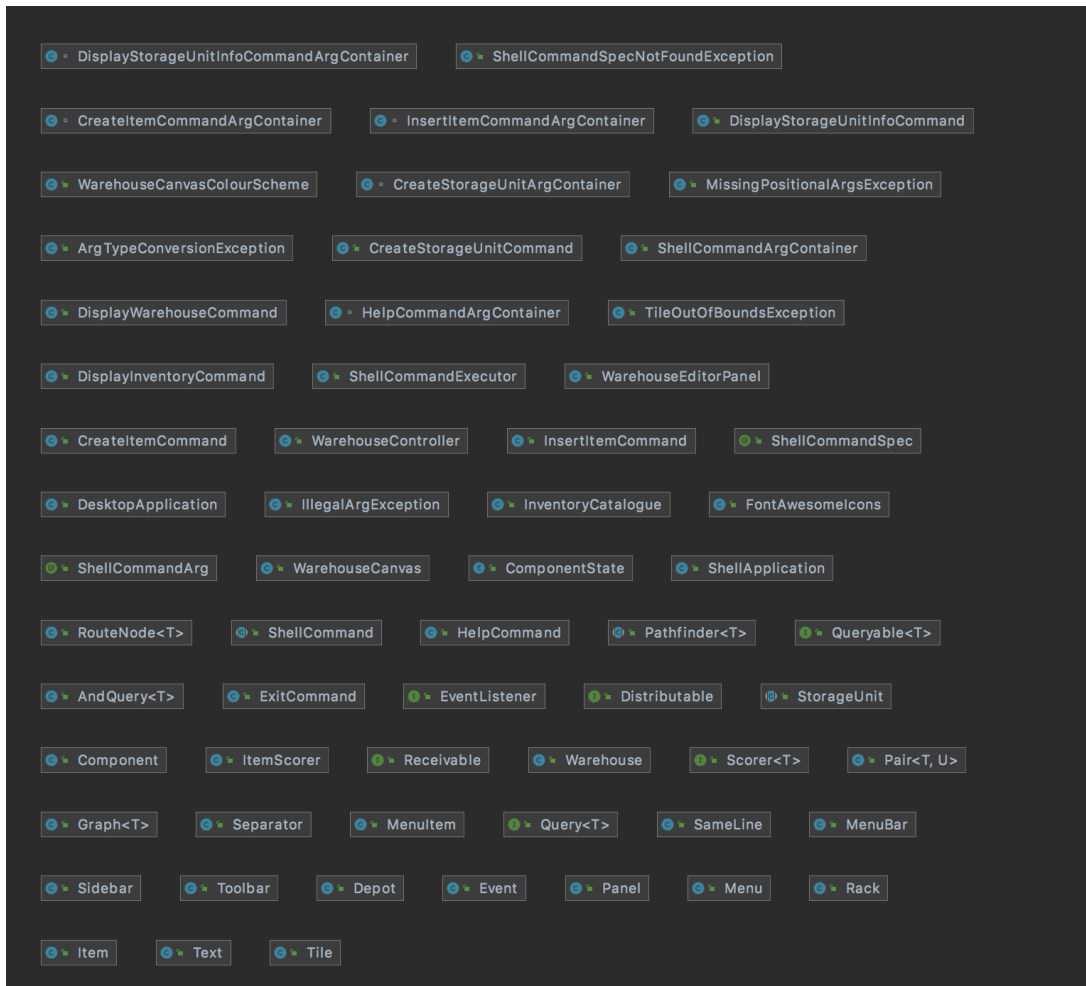 DisplayStorageUnitInfoCommandArgContainer ShellCommandSpecNotFoundException
CreateItemCommandArgContainer InsertItemCommandArgContainer DisplayStorageUnitInfoCommand
WarehouseCanvasColourScheme CreateStorageUnitArgContainer MissingPositionalArgsException
ArgTypeConversionException CreateStorageUnitCommand ShellCommandArgContainer
DisplayWarehouseCommand HelpCommandArgContainer TileOutOfBoundsException
DisplayInventoryCommand ShellCommandExecutor WarehouseEditorPanel
CreateItemCommand WarehouseController InsertItemCommand ShellCommandSpec
DesktopApplication IllegalArgException InventoryCatalogue FontAwesomeIcons
ShellCommandArg WarehouseCanvas ComponentState ShellApplication
RouteNode<T> ShellCommand HelpCommand Pathfinder<T> Queryable<T>
AndQuery<T> ExitCommand EventListener Distributable StorageUnit
Component ItemScorer Receivable Warehouse Scorer<T> Pair<T, U>
Graph<T> Separator MenuItem Query<T> SameLine MenuBar
Sidebar Toolbar Depot Event Panel Menu Rack
Item Text Tile